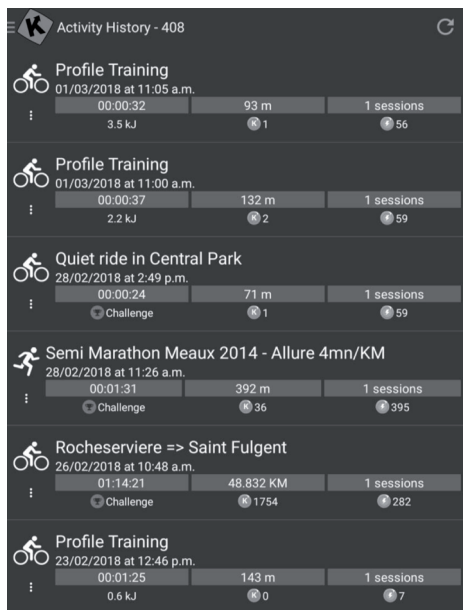 K Activity History - 408
Profile Training
01/03/2018 at 11:05 a.m.
00:00:32 93 m 1 sessions
3.5 kJ K 1 56
Profile Training
01/03/2018 at 11:00 a.m.
00:00:37 132 m 1 sessions
2.2 kJ K 2 59
Quiet ride in Central Park
28/02/2018 at 2:49 p.m.
00:00:24 71 m 1 sessions
Challenge K 1 59
Semi Marathon Meaux 2014 - Allure 4mn/KM
28/02/2018 at 11:26 a.m.
00:01:31 392 m 1 sessions
Challenge K 36 395
Rocheserviere => Saint Fulgent
26/02/2018 at 10:48 a.m.
01:14:21 48.832 KM 1 sessions
Challenge K 1754 282
Profile Training
23/02/2018 at 12:46 p.m.
00:01:25 143 m 1 sessions
0.6 kJ K 0 7